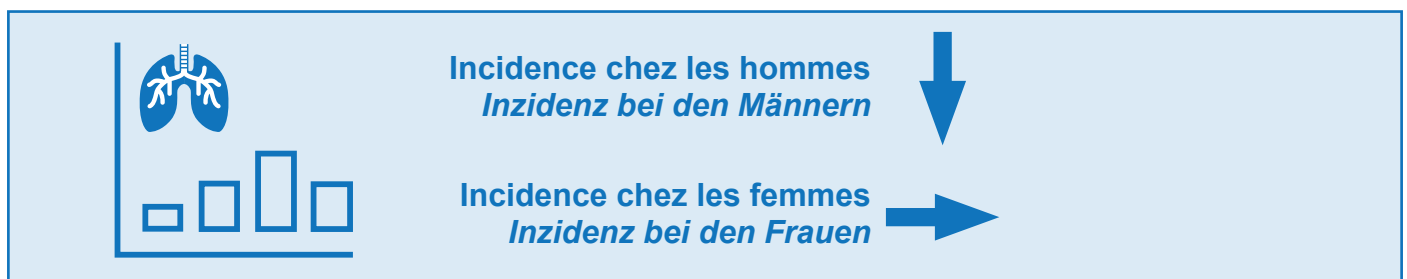 Incidence chez les hommes
Inzidenz bei den Männern
Incidence chez les femmes
Inzidenz bei den Frauen